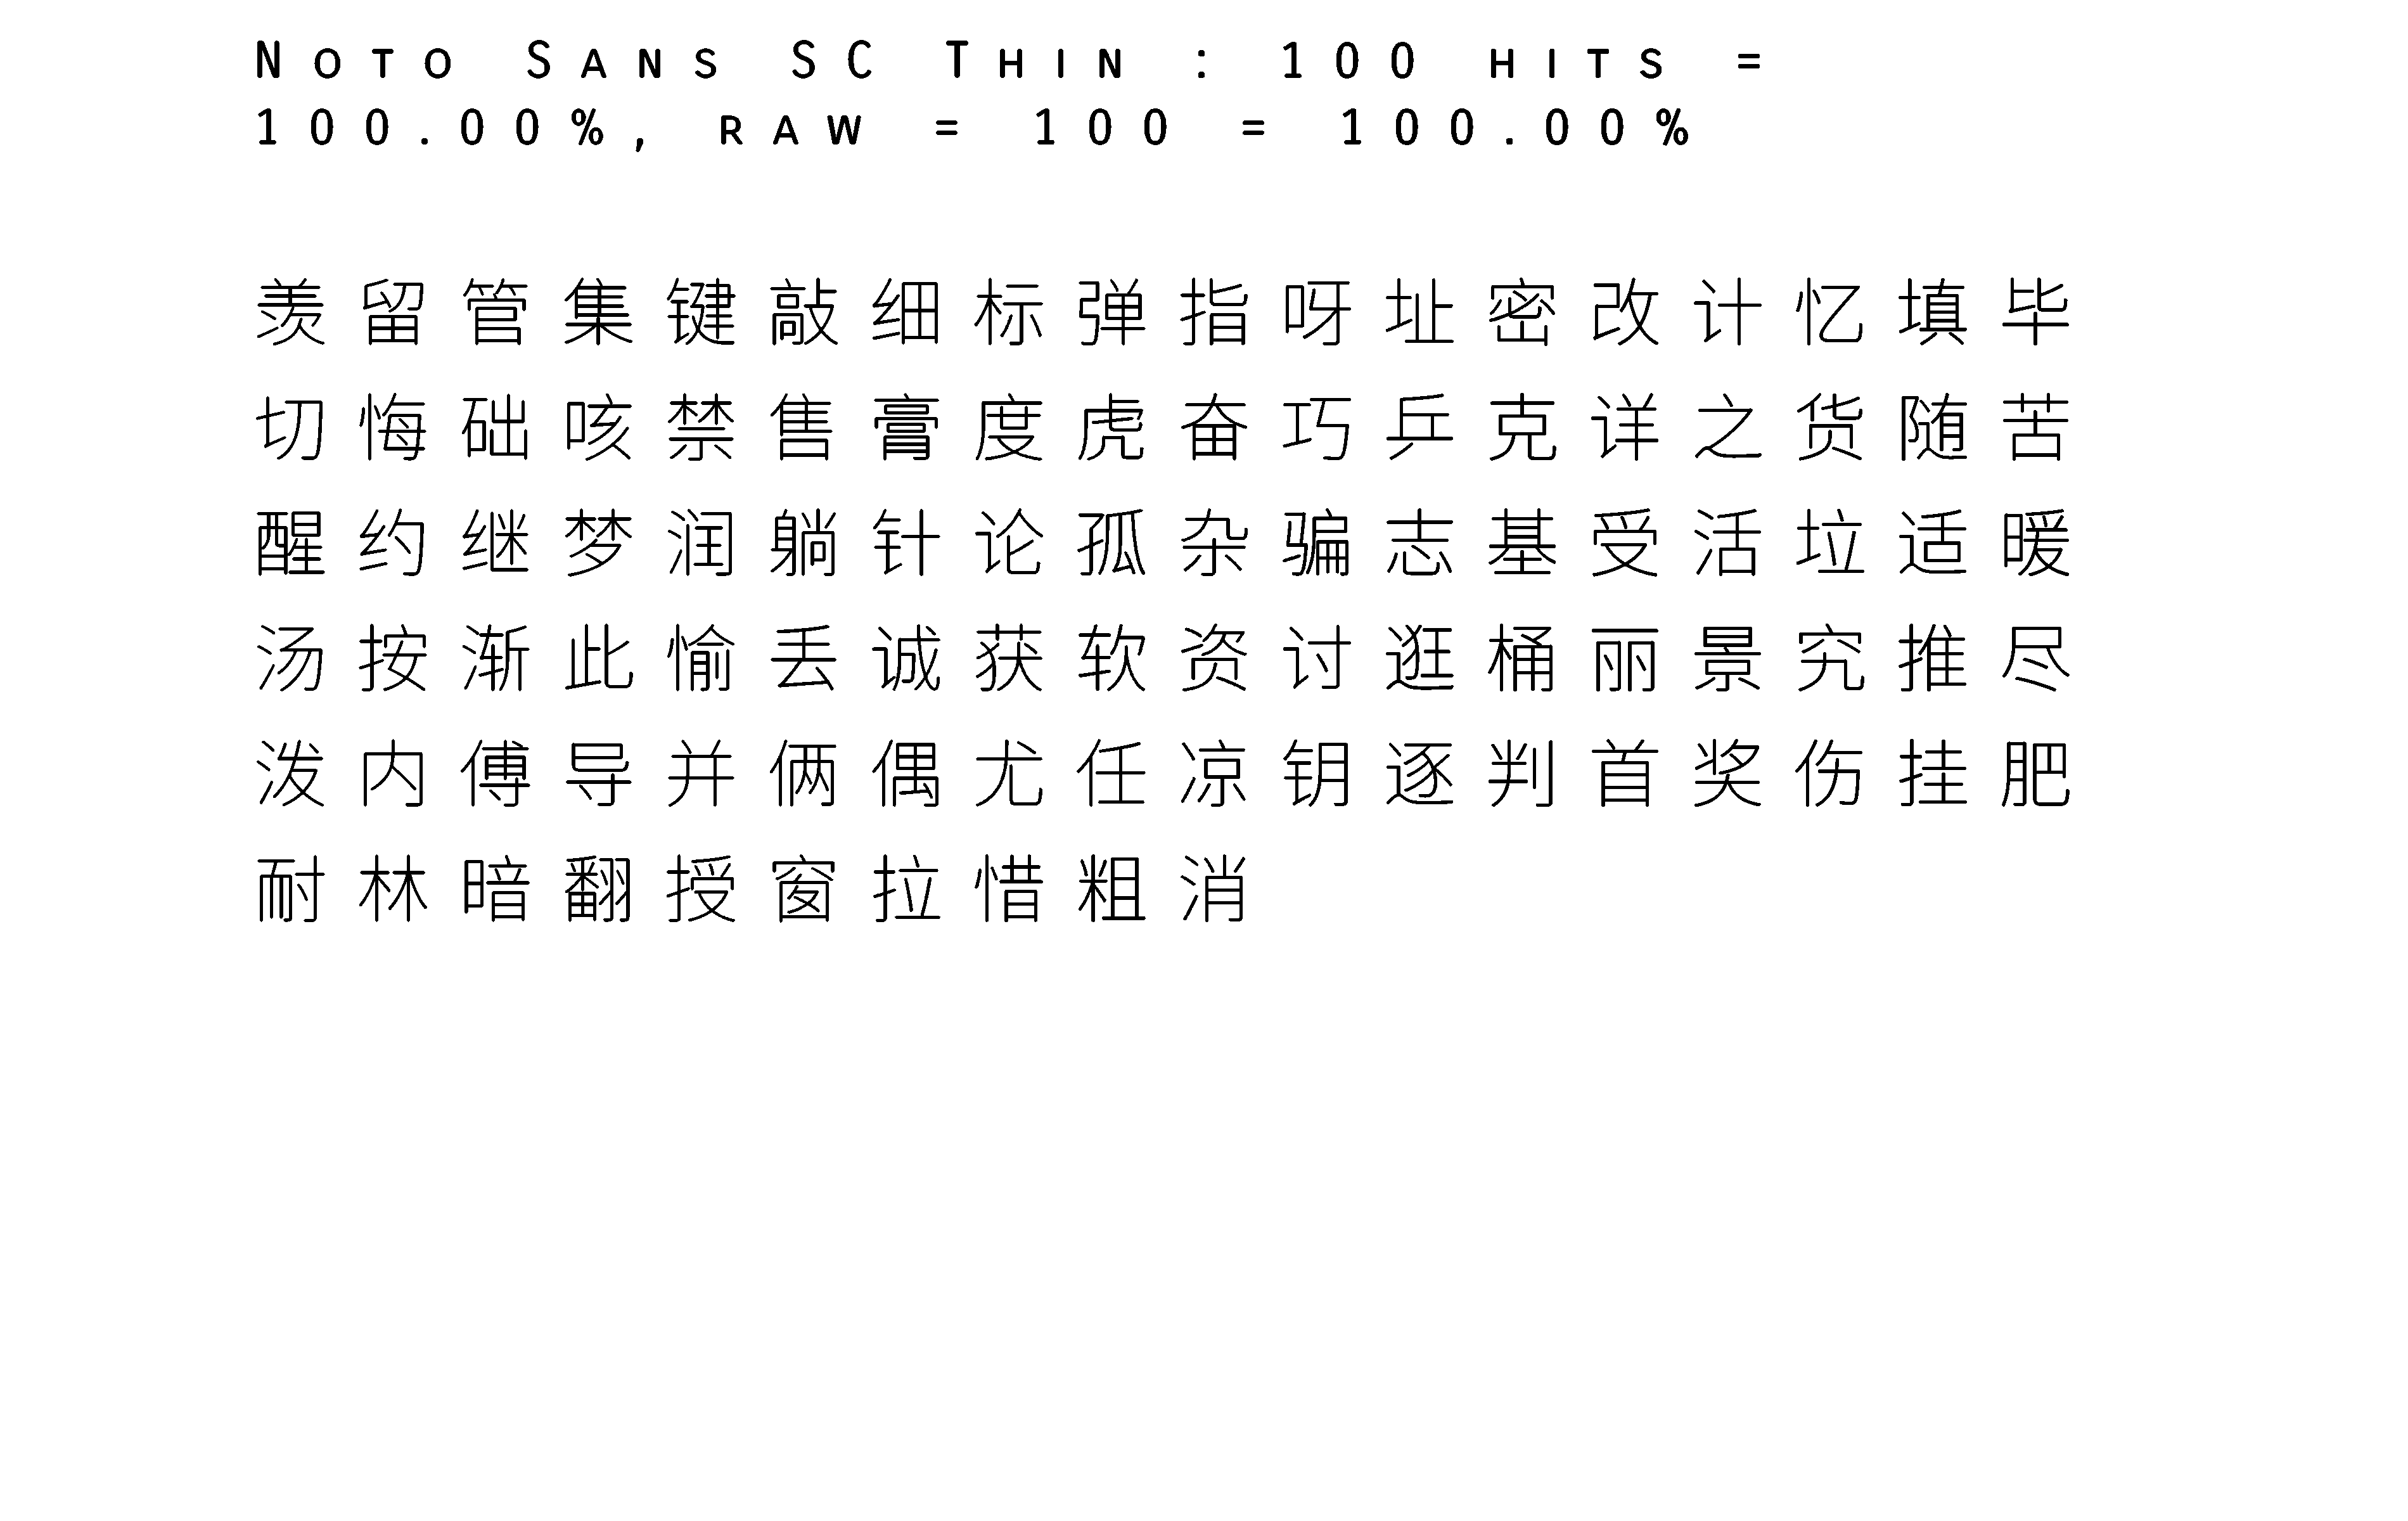 Noto Sans SC Thin : 100 hits =
100.00%, raw = 100 = 100.00%
羡留管集键敲细标弹指呀址密改计忆填毕
切悔础咳禁售膏度虎奋巧乒克详之货随苦
醒约继梦润躺针论孤杂骗志基受活垃适暖
汤按渐此愉丢诚获软资讨逛桶丽景究推尽
泼内傅导并俩偶尤任凉钥逐判首奖伤挂肥
耐林暗翻授窗拉惜粗消